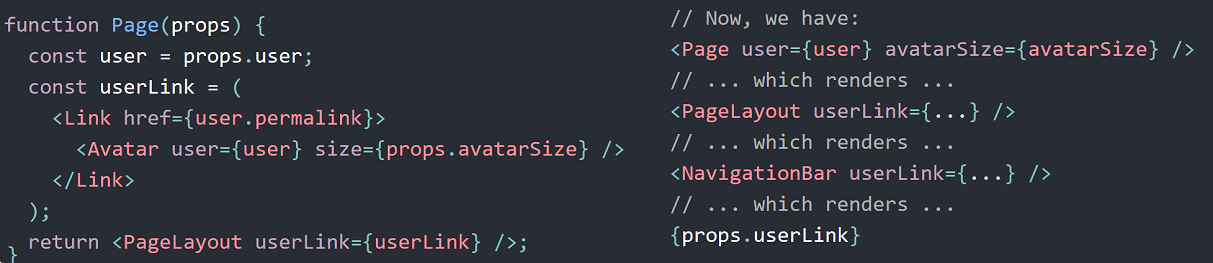 function Page(props) {
  const user = props.user;
  const userLink = (
    <Link href={user.permalink}>
      <Avatar user={user} size={props.avatarSize} />
    </Link>
  );
  return <PageLayout userLink={userLink} />;
}
// Now, we have:
<Page user={user} avatarSize={avatarSize} />
// ... which renders ...
<PageLayout userLink={...} />
// ... which renders ...
<NavigationBar userLink={...} />
// ... which renders ...
{props.userLink}